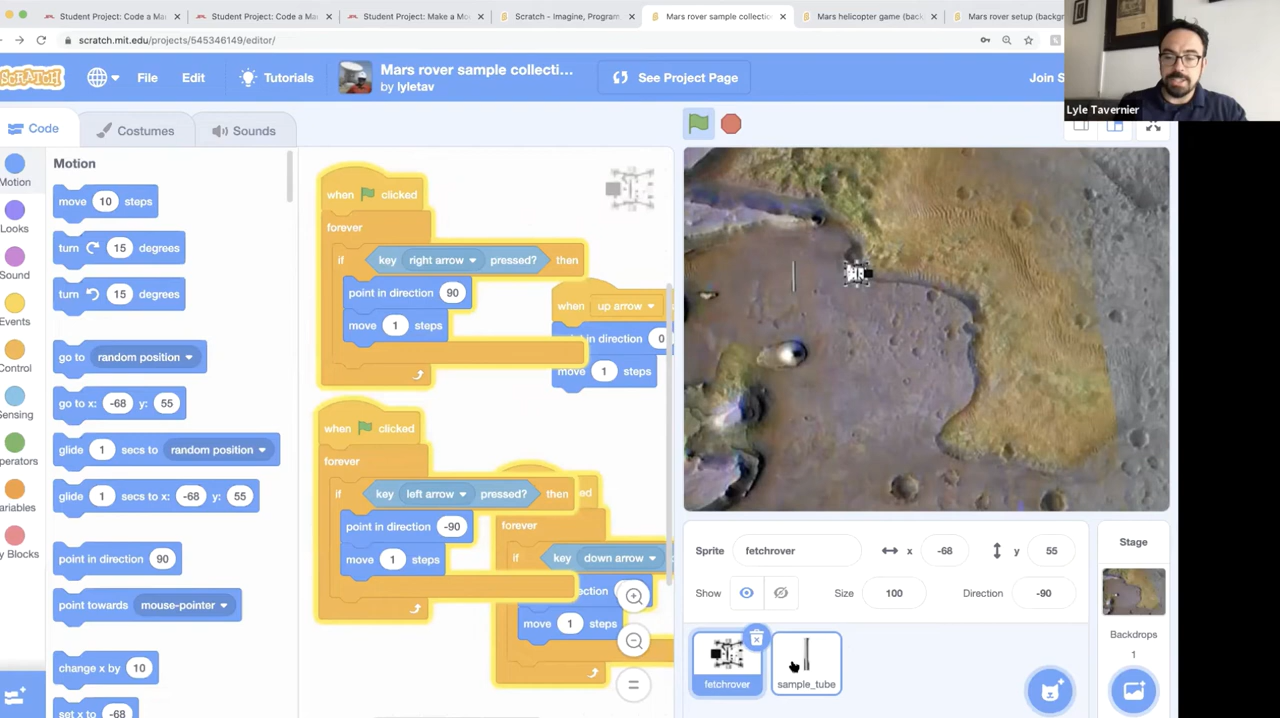 Student Project: Code a Mar
Student Project: Code a Mar
Student Project: Make a Mo
Scratch - Imagine, Program
Mars rover sample collectio
Mars helicopter game (back
Mars rover setup (backgr
scratch.mit.edu/projects/545346149/editor/
SCRATCH
File
Edit
Tutorials
Mars rover sample collecti...
by lyletav
See Project Page
Join S
Lyle Tavernier
Code
Costumes
Sounds
Motion
Looks
Sound
Events
Control
Sensing
perators
ariables
y Blocks
Motion
move 10 steps
turn 15 degrees
turn 15 degrees
go to random position
go to x: -68 y: 55
glide 1 secs to random position
glide 1 secs to x: -68 y: 55
point in direction 90
point towards mouse-pointer
change x by 10
set x to -68
when clicked
forever
if key right arrow pressed? then
point in direction 90
move 1 steps
when up arrow
in direction 0
move 1 steps
when clicked
forever
if key left arrow pressed? then
point in direction -90
move 1 steps
ed
forever
if key down arrow
ection
move 1 steps
Sprite fetchrover x -68 y 55
Show Size 100 Direction -90
fetchrover
sample_tube
Stage
Backdrops
1